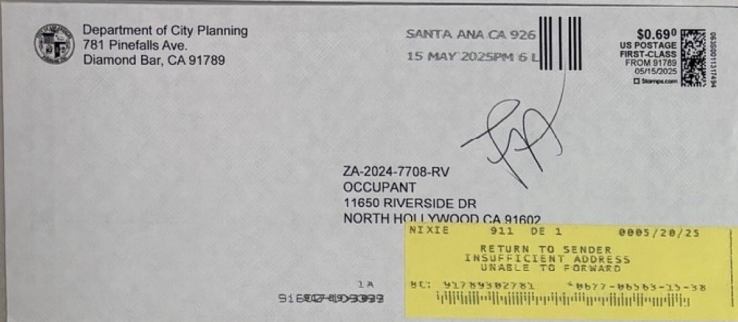 Department of City Planning
781 Pinefalls Ave.
Diamond Bar, CA 91789
SANTA ANA CA 926
15 MAY 2025PM 6 L
$0.69⁰
US POSTAGE
FIRST-CLASS
FROM 91789
05/15/2025
Stamps.com
ZA-2024-7708-RV
OCCUPANT
11650 RIVERSIDE DR
NORTH HOLLYWOOD CA 91602
NIXIE 911 DE 1 0005/20/25
RETURN TO SENDER
INSUFFICIENT ADDRESS
UNABLE TO FORWARD
BC: 91789302781 *0677-06563-15-38
1A